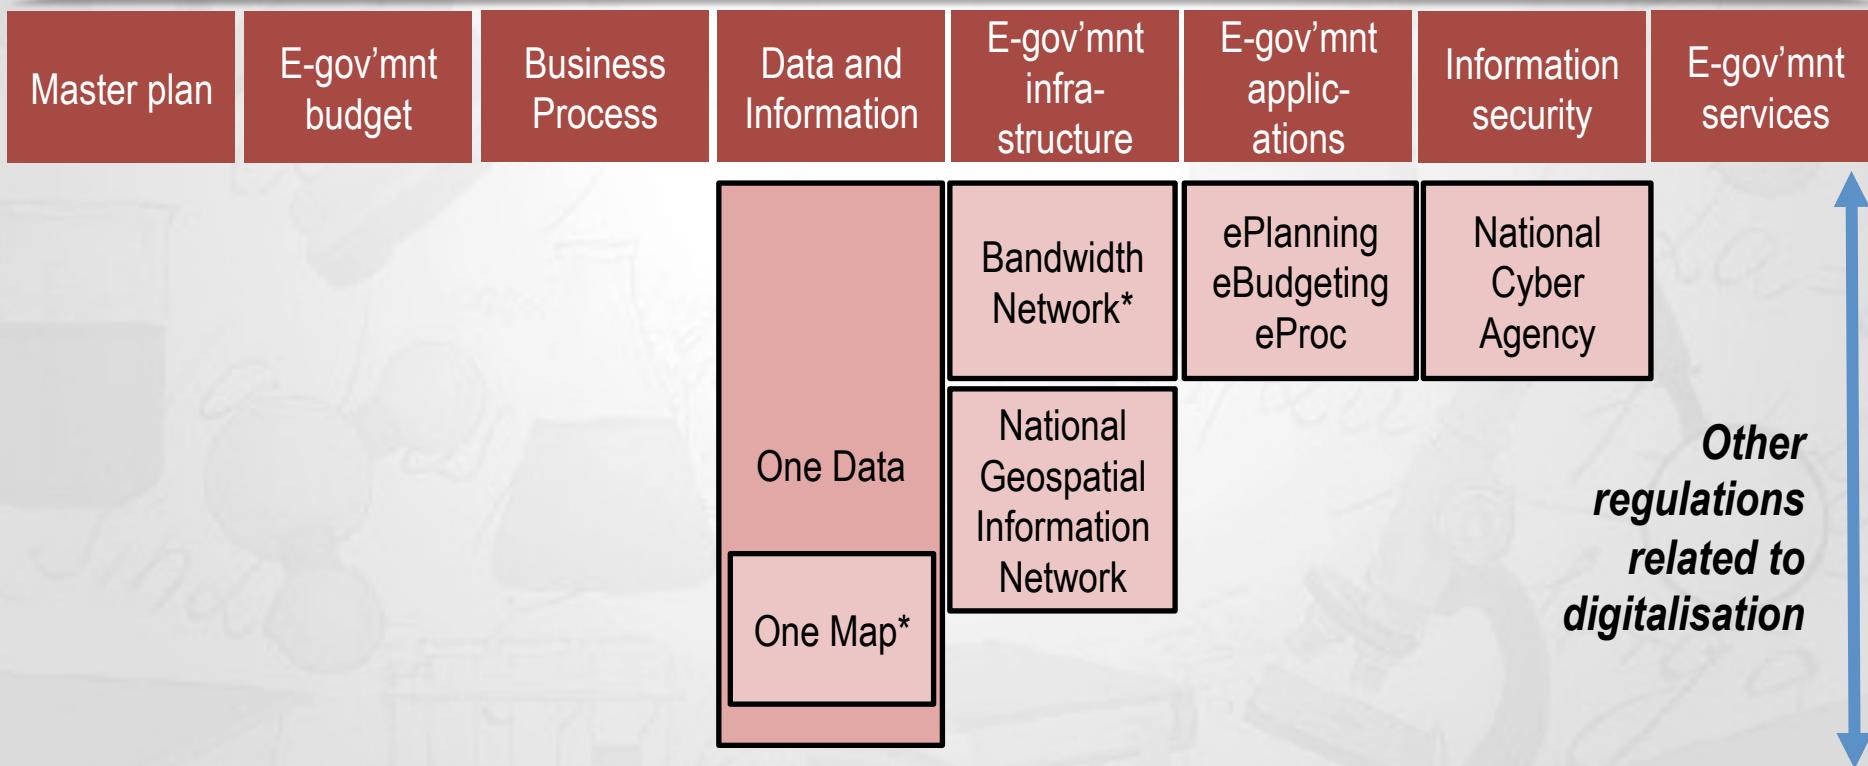 Master plan
E-gov’mnt
budget
Business
Process
Data and
Information
E-gov’mnt
infra-
structure
E-gov’mnt
applic-
ations
Information
security
E-gov’mnt
services
One Data
One Map*
Bandwidth
Network*
National
Geospatial
Information
Network
ePlanning
eBudgeting
eProc
National
Cyber
Agency
Other
regulations
related to
digitalisation